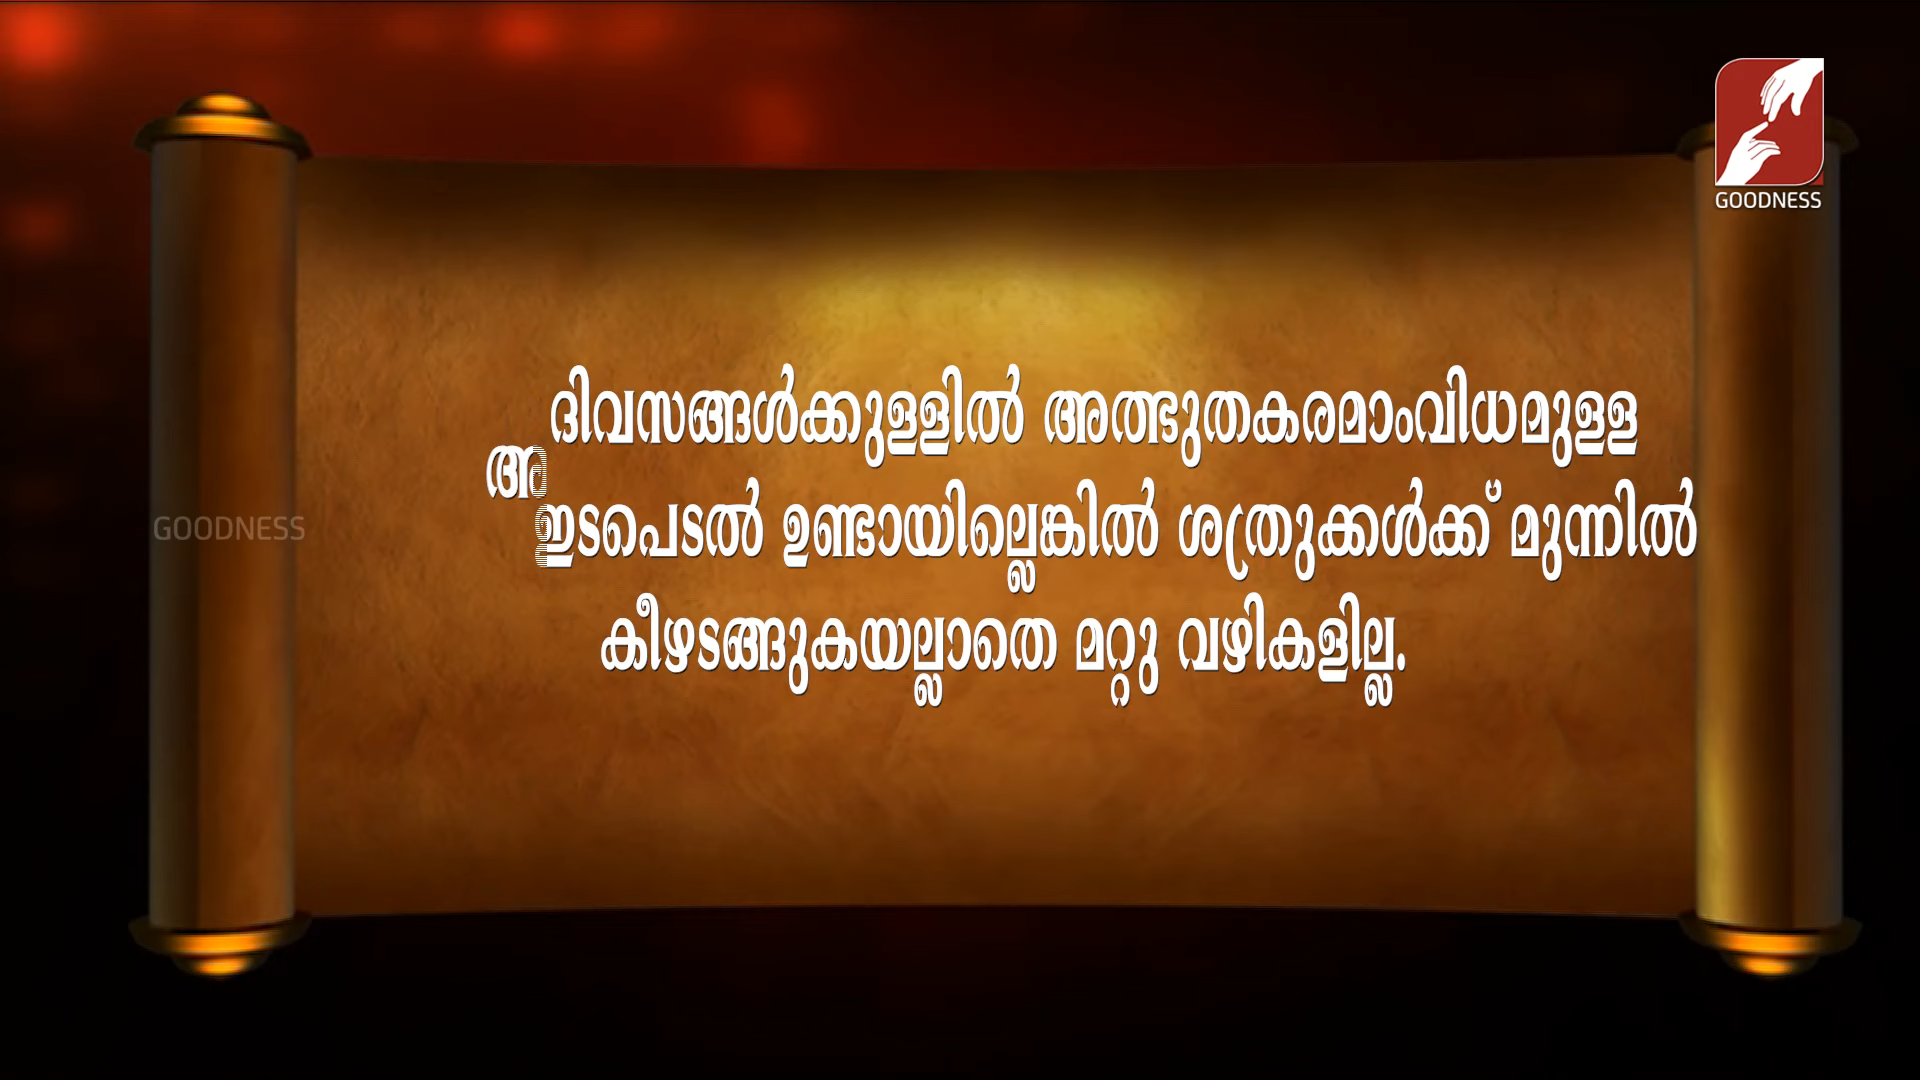 GOODNESS
ദിവസങ്ങൾക്കുള്ളിൽ അത്ഭുതകരമാംവിധമുള്ള
അ
ഇടപെടൽ ഉണ്ടായില്ലെങ്കിൽ ശത്രുക്കൾക്ക് മുന്നിൽ
GOODNESS
കീഴടങ്ങുകയല്ലാതെ മറ്റു വഴികളില്ല.